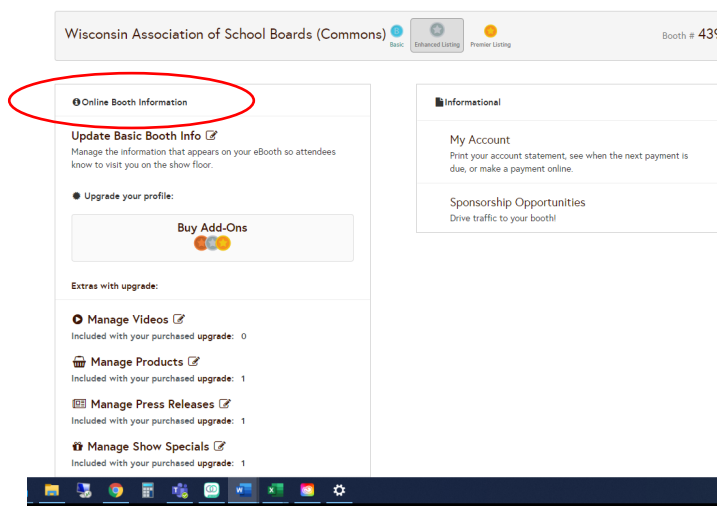 Wisconsin Association of School Boards (Commons)
Basic
Enhanced Listing
Premier Listing
Booth # 439
Online Booth Information
Update Basic Booth Info
Manage the information that appears on your eBooth so attendees
know to visit you on the show floor.
Upgrade your profile:
Buy Add-Ons
Extras with upgrade:
Manage Videos
Included with your purchased upgrade: 0
Manage Products
Included with your purchased upgrade: 1
Manage Press Releases
Included with your purchased upgrade: 1
Manage Show Specials
Included with your purchased upgrade: 1
Informational
My Account
Print your account statement, see when the next payment is
due, or make a payment online.
Sponsorship Opportunities
Drive traffic to your booth!